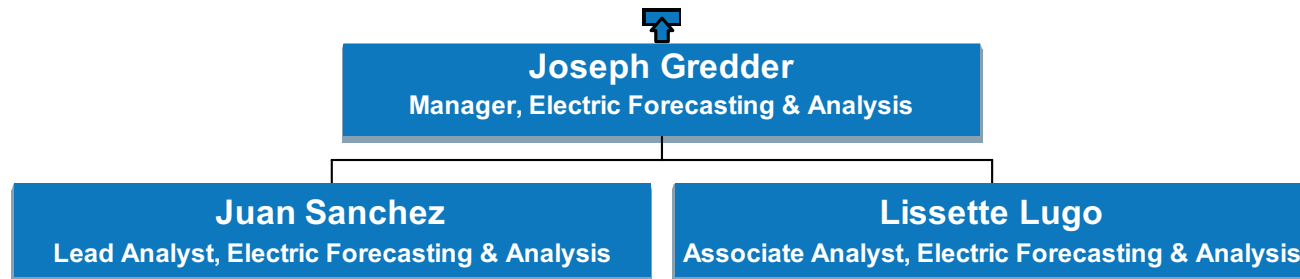 Joseph Gredder
Manager, Electric Forecasting & Analysis
Juan Sanchez
Lead Analyst, Electric Forecasting & Analysis
Lissette Lugo
Associate Analyst, Electric Forecasting & Analysis